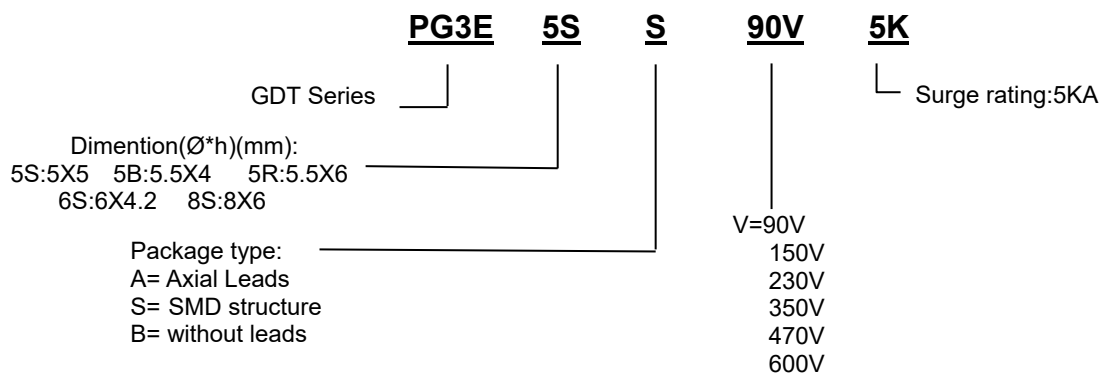 PG3E 5S S 90V 5K
GDT Series
Surge rating:5KA
Dimention(Ø*h)(mm):
5S:5X5 5B:5.5X4 5R:5.5X6
6S:6X4.2 8S:8X6
Package type:
A= Axial Leads
S= SMD structure
B= without leads
V=90V
150V
230V
350V
470V
600V